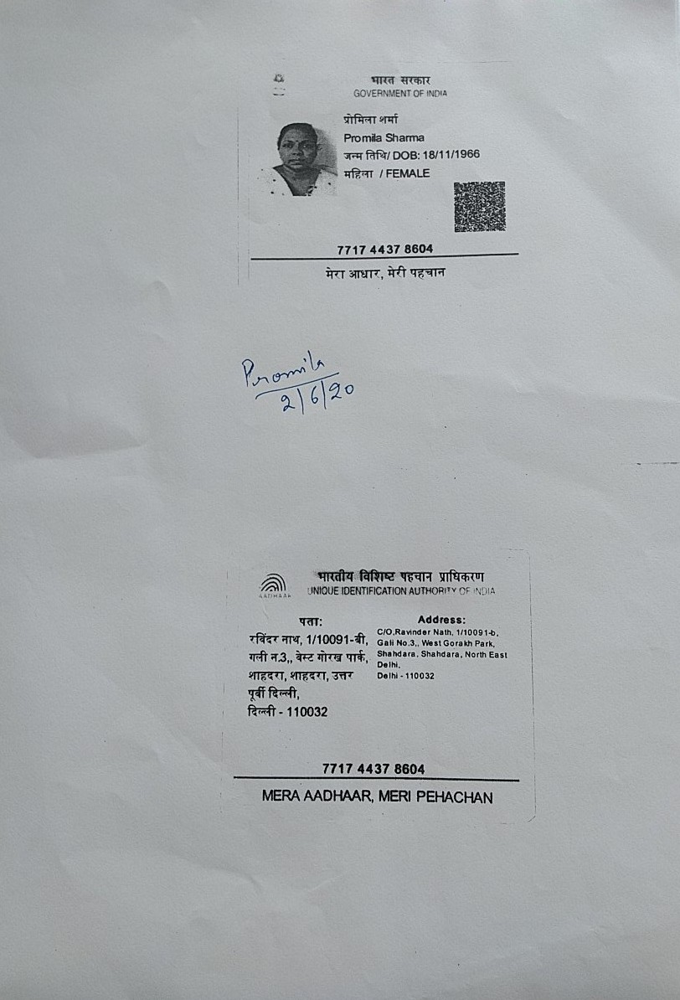 भारत सरकार
GOVERNMENT OF INDIA
प्रोमिला शर्मा
Promila Sharma
जन्म तिथि/ DOB: 18/11/1966
महिला / FEMALE
7717 4437 8604
मेरा आधार, मेरी पहचान
Promila
2/6/20
भारतीय विशिष्ट पहचान प्राधिकरण
UNIQUE IDENTIFICATION AUTHORITY OF INDIA
AADHAAR
पता:
रविंदर नाथ, 1/10091-बी,
गली न.3,, वेस्ट गोरख पार्क,
शाहदरा, शाहदरा, उत्तर
पूर्वी दिल्ली,
दिल्ली - 110032
Address:
C/O,Ravinder Nath, 1/10091-b,
Gali No.3,, West Gorakh Park,
Shahdara, Shahdara, North East
Delhi,
Delhi - 110032
7717 4437 8604
MERA AADHAAR, MERI PEHACHAN